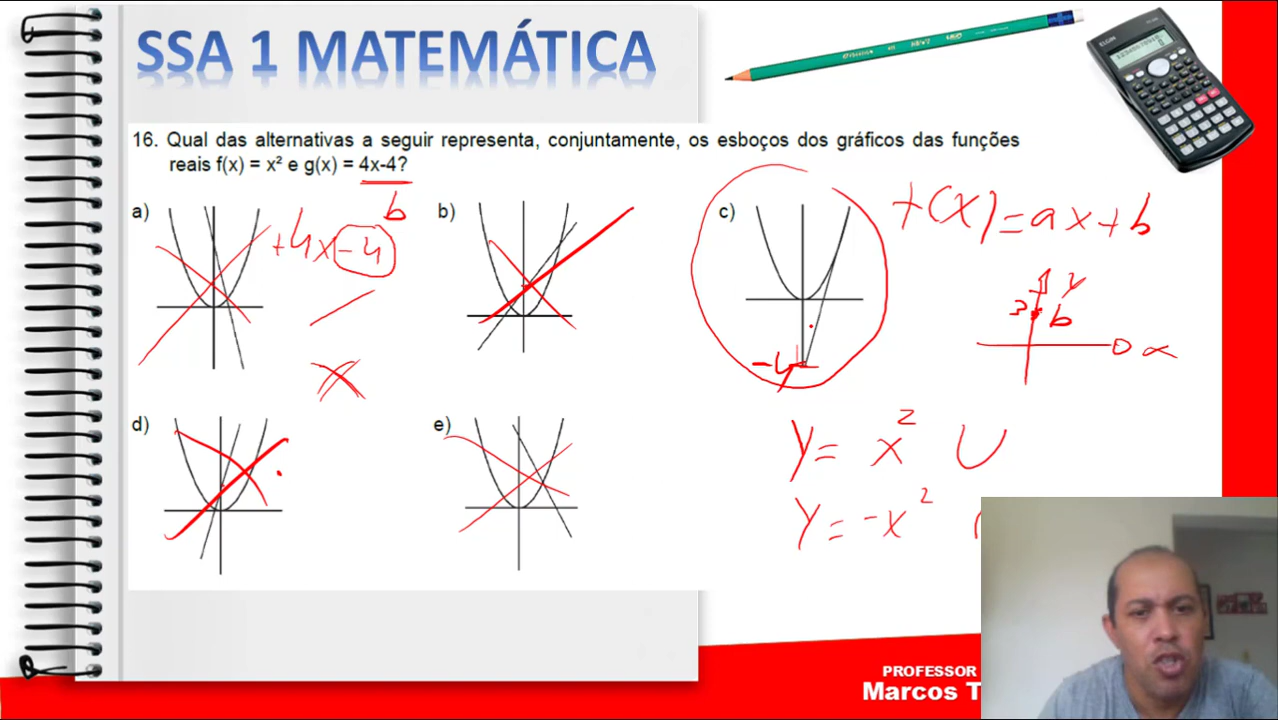 SSA 1 MATEMÁTICA
16. Qual das alternativas a seguir representa, conjuntamente, os esboços dos gráficos das funções
reais f(x) = x² e g(x) = 4x-4?
a)
b)
c)
f(x)=ax+b
b
+4x-4
y
3
b
x
-4
d)
e)
y= x²
y=-x²
PROFESSOR
Marcos T